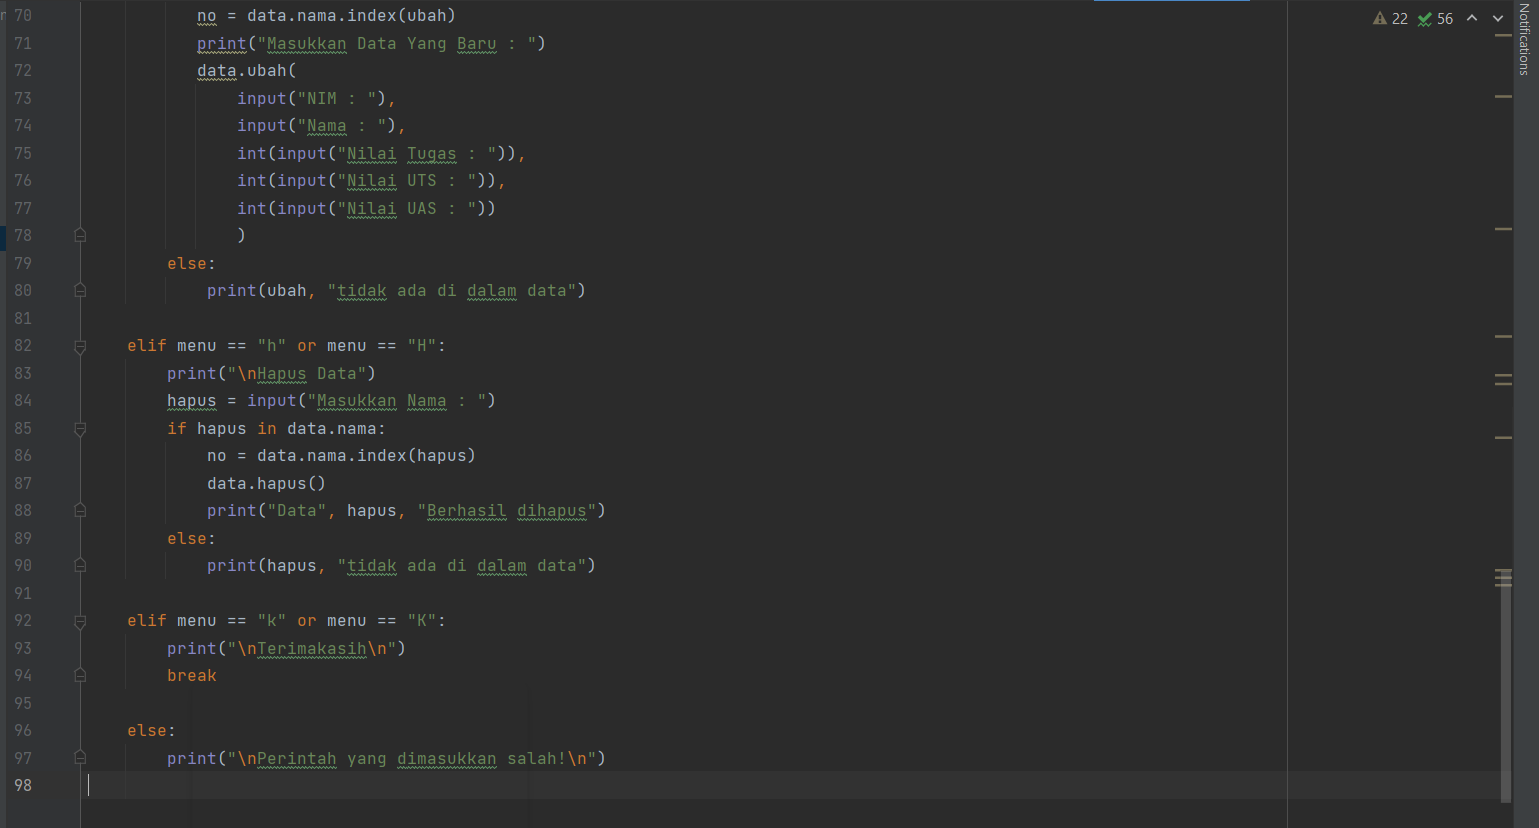 70 no = data.nama.index(ubah)
71 print("Masukkan Data Yang Baru : ")
72 data.ubah(
73 input("NIM : "),
74 input("Nama : "),
75 int(input("Nilai Tugas : ")),
76 int(input("Nilai UTS : ")),
77 int(input("Nilai UAS : "))
78 )
79 else:
80 print(ubah, "tidak ada di dalam data")
81
82 elif menu == "h" or menu == "H":
83 print("\nHapus Data")
84 hapus = input("Masukkan Nama : ")
85 if hapus in data.nama:
86 no = data.nama.index(hapus)
87 data.hapus()
88 print("Data", hapus, "Berhasil dihapus")
89 else:
90 print(hapus, "tidak ada di dalam data")
91
92 elif menu == "k" or menu == "K":
93 print("\nTerimakasih\n")
94 break
95
96 else:
97 print("\nPerintah yang dimasukkan salah!\n")
98
22 56
Notifications